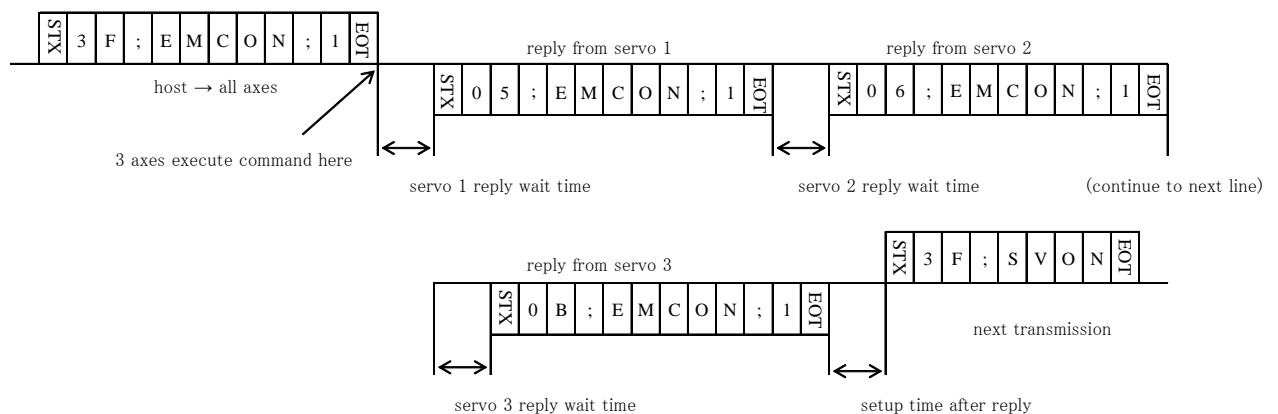 STX 3 F ; E M C O N ; 1 EOT
host → all axes
3 axes execute command here
reply from servo 1
STX 0 5 ; E M C O N ; 1 EOT
reply from servo 2
STX 0 6 ; E M C O N ; 1 EOT
servo 1 reply wait time
servo 2 reply wait time
(continue to next line)
reply from servo 3
STX 0 B ; E M C O N ; 1 EOT
STX 3 F ; S V O N EOT
next transmission
servo 3 reply wait time
setup time after reply